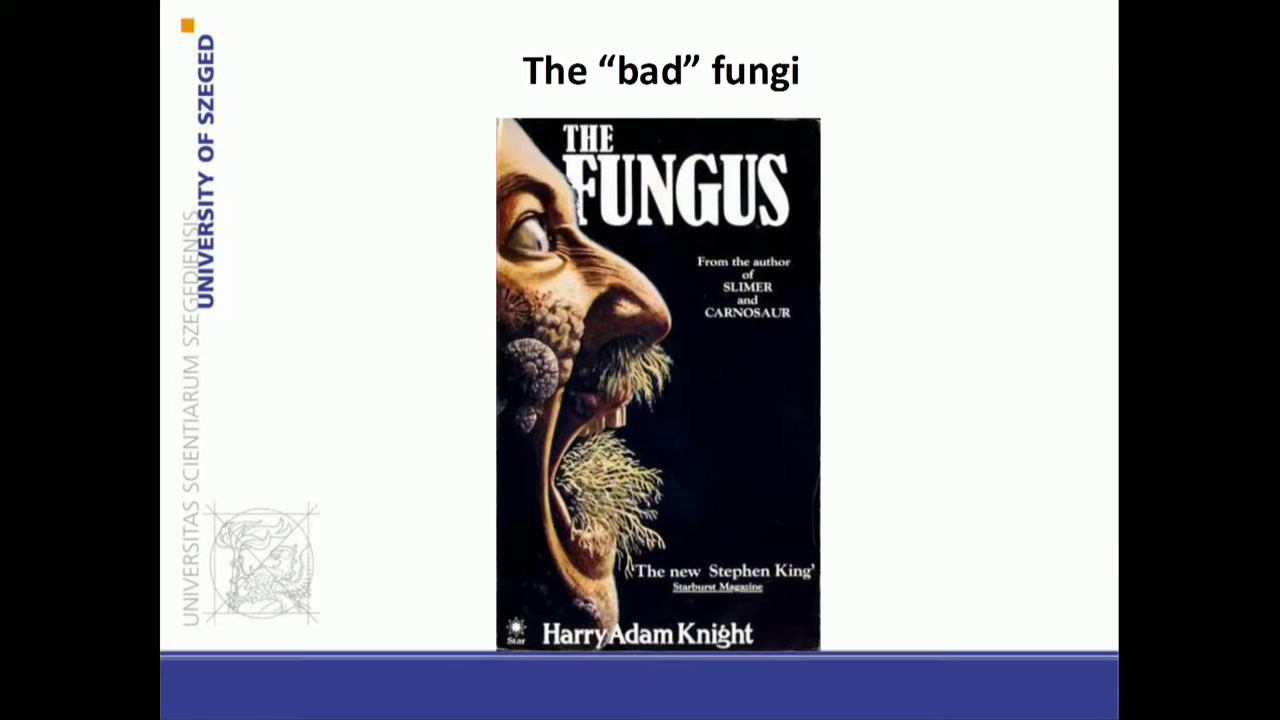 The “bad” fungi
UNIVERSITY OF SZEGED
UNIVERSITAS SCIENTIARUM SZEGEDIENSIS
THE
FUNGUS
From the author
of
SLIMER
and
CARNOSAUR
'The new Stephen King'
Starburst Magazine
Star
Harry Adam Knight